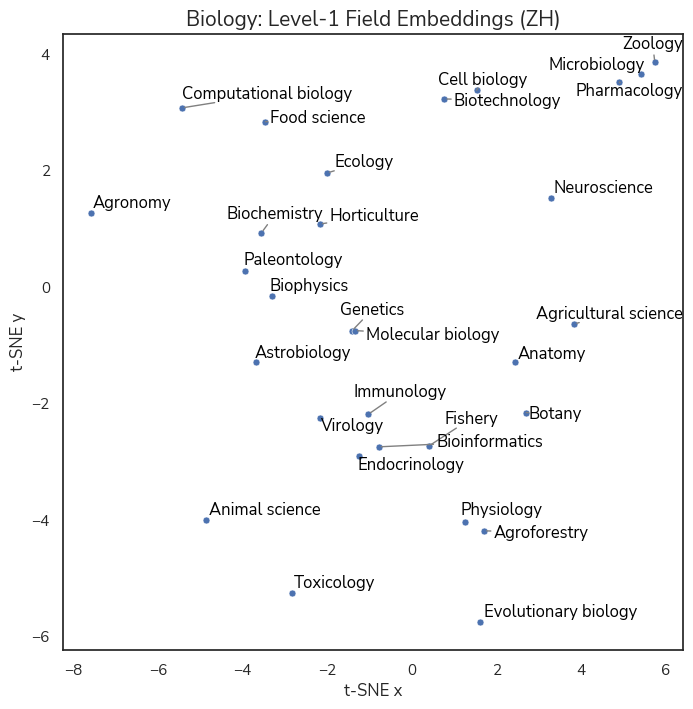 Biology: Level-1 Field Embeddings (ZH)
Zoology
Microbiology
Pharmacology
Cell biology
Biotechnology
Computational biology
Food science
Ecology
Neuroscience
Agronomy
Biochemistry
Horticulture
Paleontology
Biophysics
Genetics
Molecular biology
Agricultural science
Astrobiology
Anatomy
Immunology
Fishery
Botany
Virology
Bioinformatics
Endocrinology
Animal science
Physiology
Agroforestry
Toxicology
Evolutionary biology
4
2
0
−2
−4
−6
t-SNE y
−8
−6
−4
−2
0
2
4
6
t-SNE x